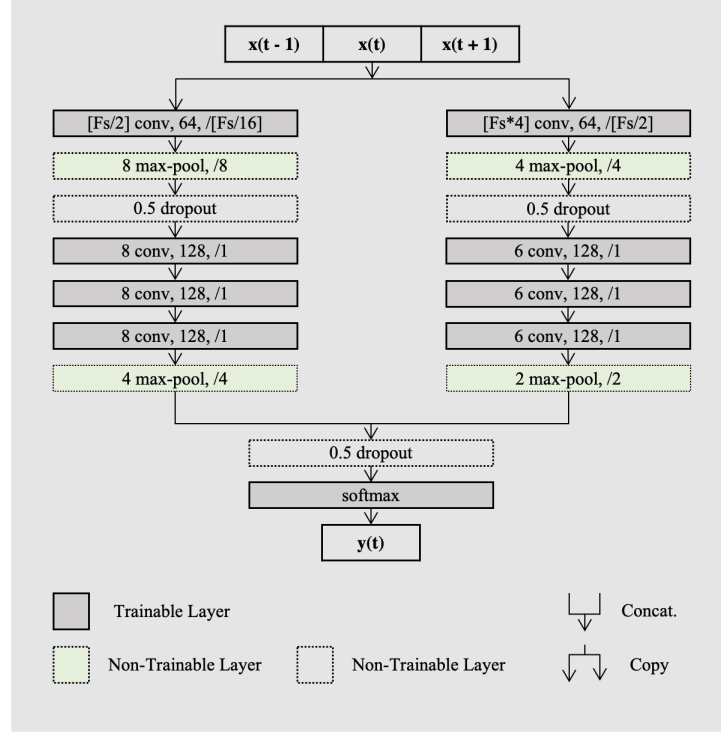 x(t - 1) x(t) x(t + 1)
[Fs/2] conv, 64, /[Fs/16] [Fs*4] conv, 64, /[Fs/2]
8 max-pool, /8 4 max-pool, /4
0.5 dropout 0.5 dropout
8 conv, 128, /1 6 conv, 128, /1
8 conv, 128, /1 6 conv, 128, /1
8 conv, 128, /1 6 conv, 128, /1
4 max-pool, /4 2 max-pool, /2
0.5 dropout
softmax
y(t)
Trainable Layer Concat.
Non-Trainable Layer Non-Trainable Layer Copy